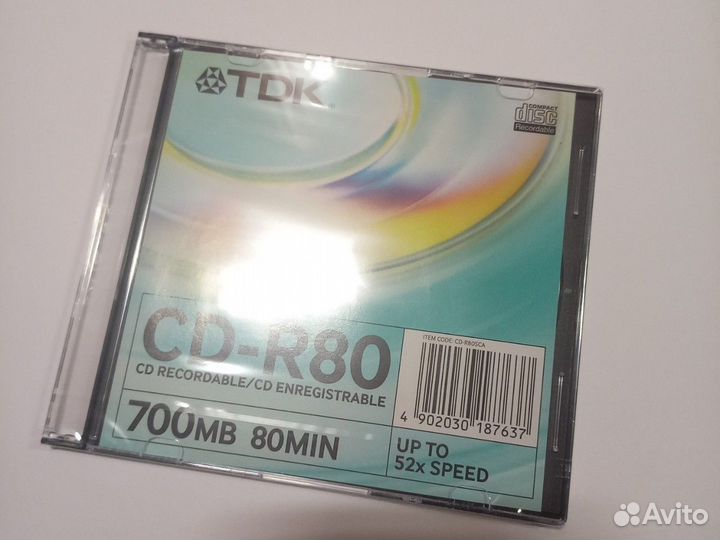 TDK
COMPACT
disc
Recordable
CD-R80
CD RECORDABLE/CD ENREGISTRABLE
700MB 80MIN
ITEM CODE: CD-R80SCA
4 902030 187637
UP TO
52x SPEED
Avito